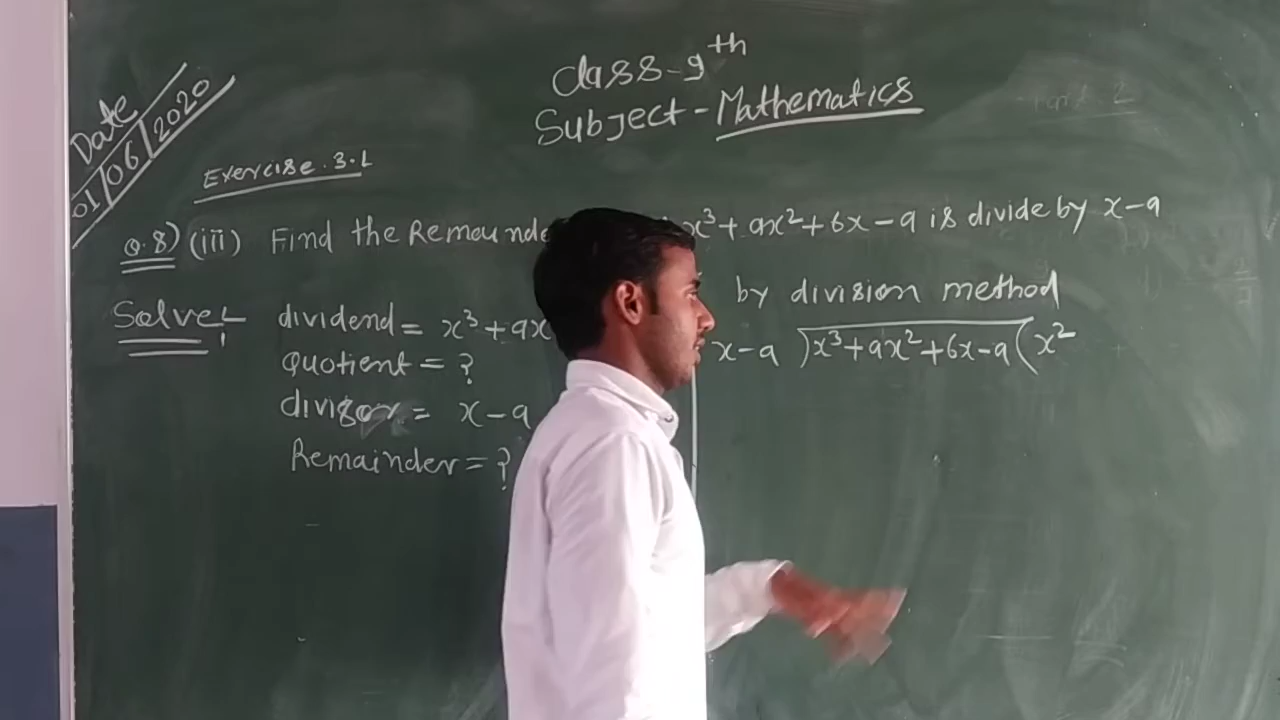 Date
01/06/2020
Class-9th
Subject-Mathematics
Exercise.3.1
Q.8) (iii) Find the x³+ax²+6x-a is divide by x-a
Solve! dividend= x³+ax
by division method
Quotient = ?
x-a )x³+ax²+6x-a(x²
divisor= x-a
Remainder=?